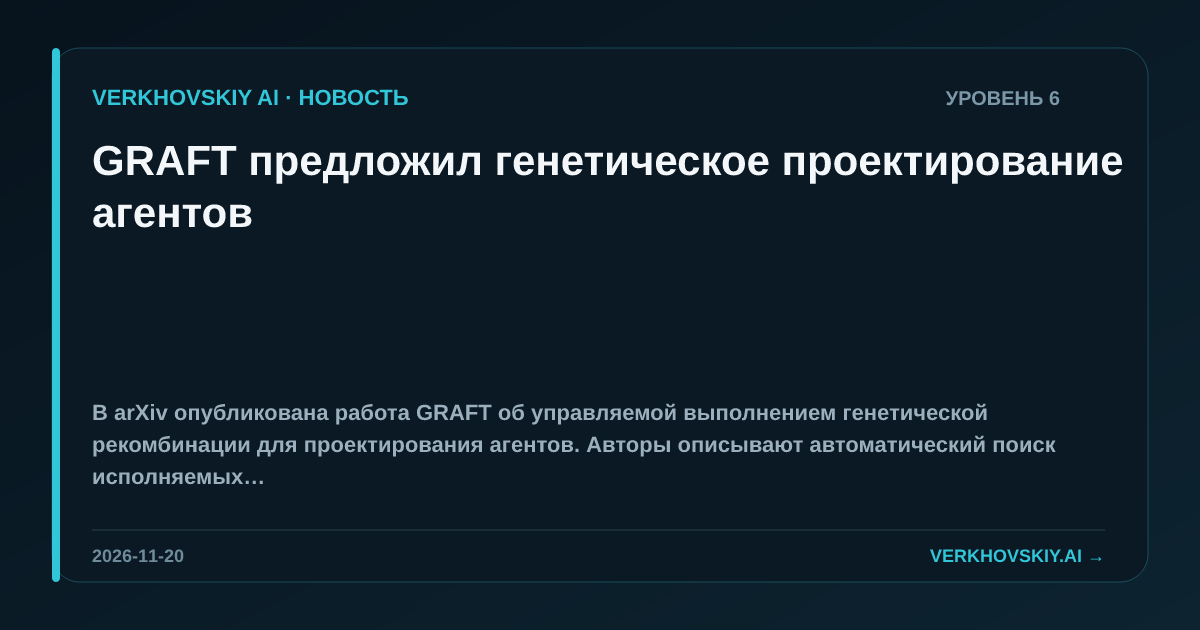 VERKHOVSKIY AI · НОВОСТЬ
УРОВЕНЬ 6
GRAFT предложил генетическое проектирование
агентов
В arXiv опубликована работа GRAFT об управляемой выполнением генетической
рекомбинации для проектирования агентов. Авторы описывают автоматический поиск
исполняемых…
2026-11-20
VERKHOVSKIY.AI →